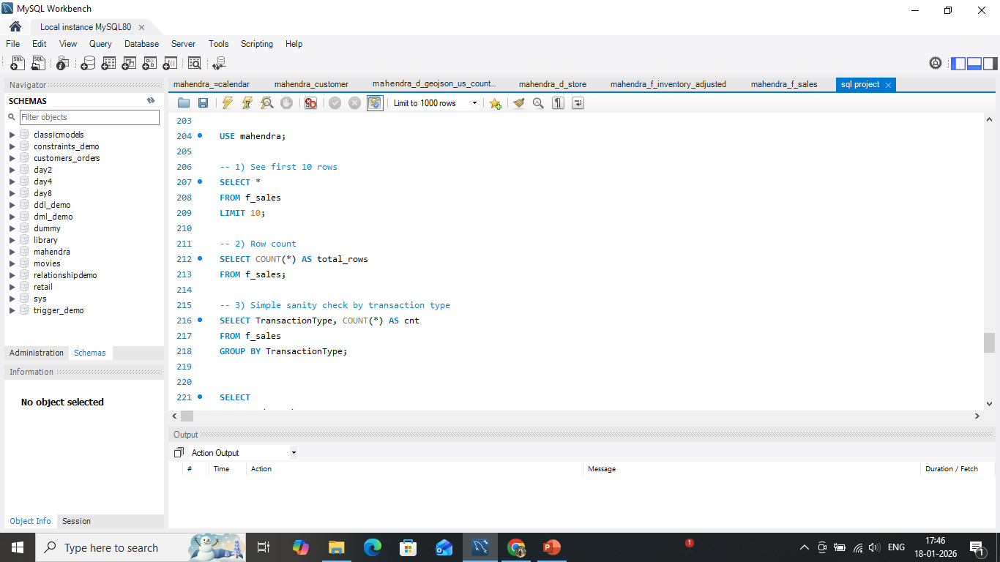 MySQL Workbench
Local instance MySQL80
File Edit View Query Database Server Tools Scripting Help
Navigator
SCHEMAS
Filter objects
classicmodels
constraints_demo
customers_orders
day2
day4
day8
ddl_demo
dml_demo
dummy
library
mahendra
movies
relationshipdemo
retail
sys
trigger_demo
Administration Schemas
Information
No object selected
Object Info Session
mahendra_=calendar mahendra_customer mahendra_d_geojson_us_count... mahendra_d_store mahendra_f_inventory_adjusted mahendra_f_sales sql project
Limit to 1000 rows
203
204 USE mahendra;
205
206 -- 1) See first 10 rows
207 SELECT *
208 FROM f_sales
209 LIMIT 10;
210
211 -- 2) Row count
212 SELECT COUNT(*) AS total_rows
213 FROM f_sales;
214
215 -- 3) Simple sanity check by transaction type
216 SELECT TransactionType, COUNT(*) AS cnt
217 FROM f_sales
218 GROUP BY TransactionType;
219
220
221 SELECT
Output
Action Output
# Time Action Message Duration / Fetch
Type here to search
1
ENG
17:46
18-01-2026
1